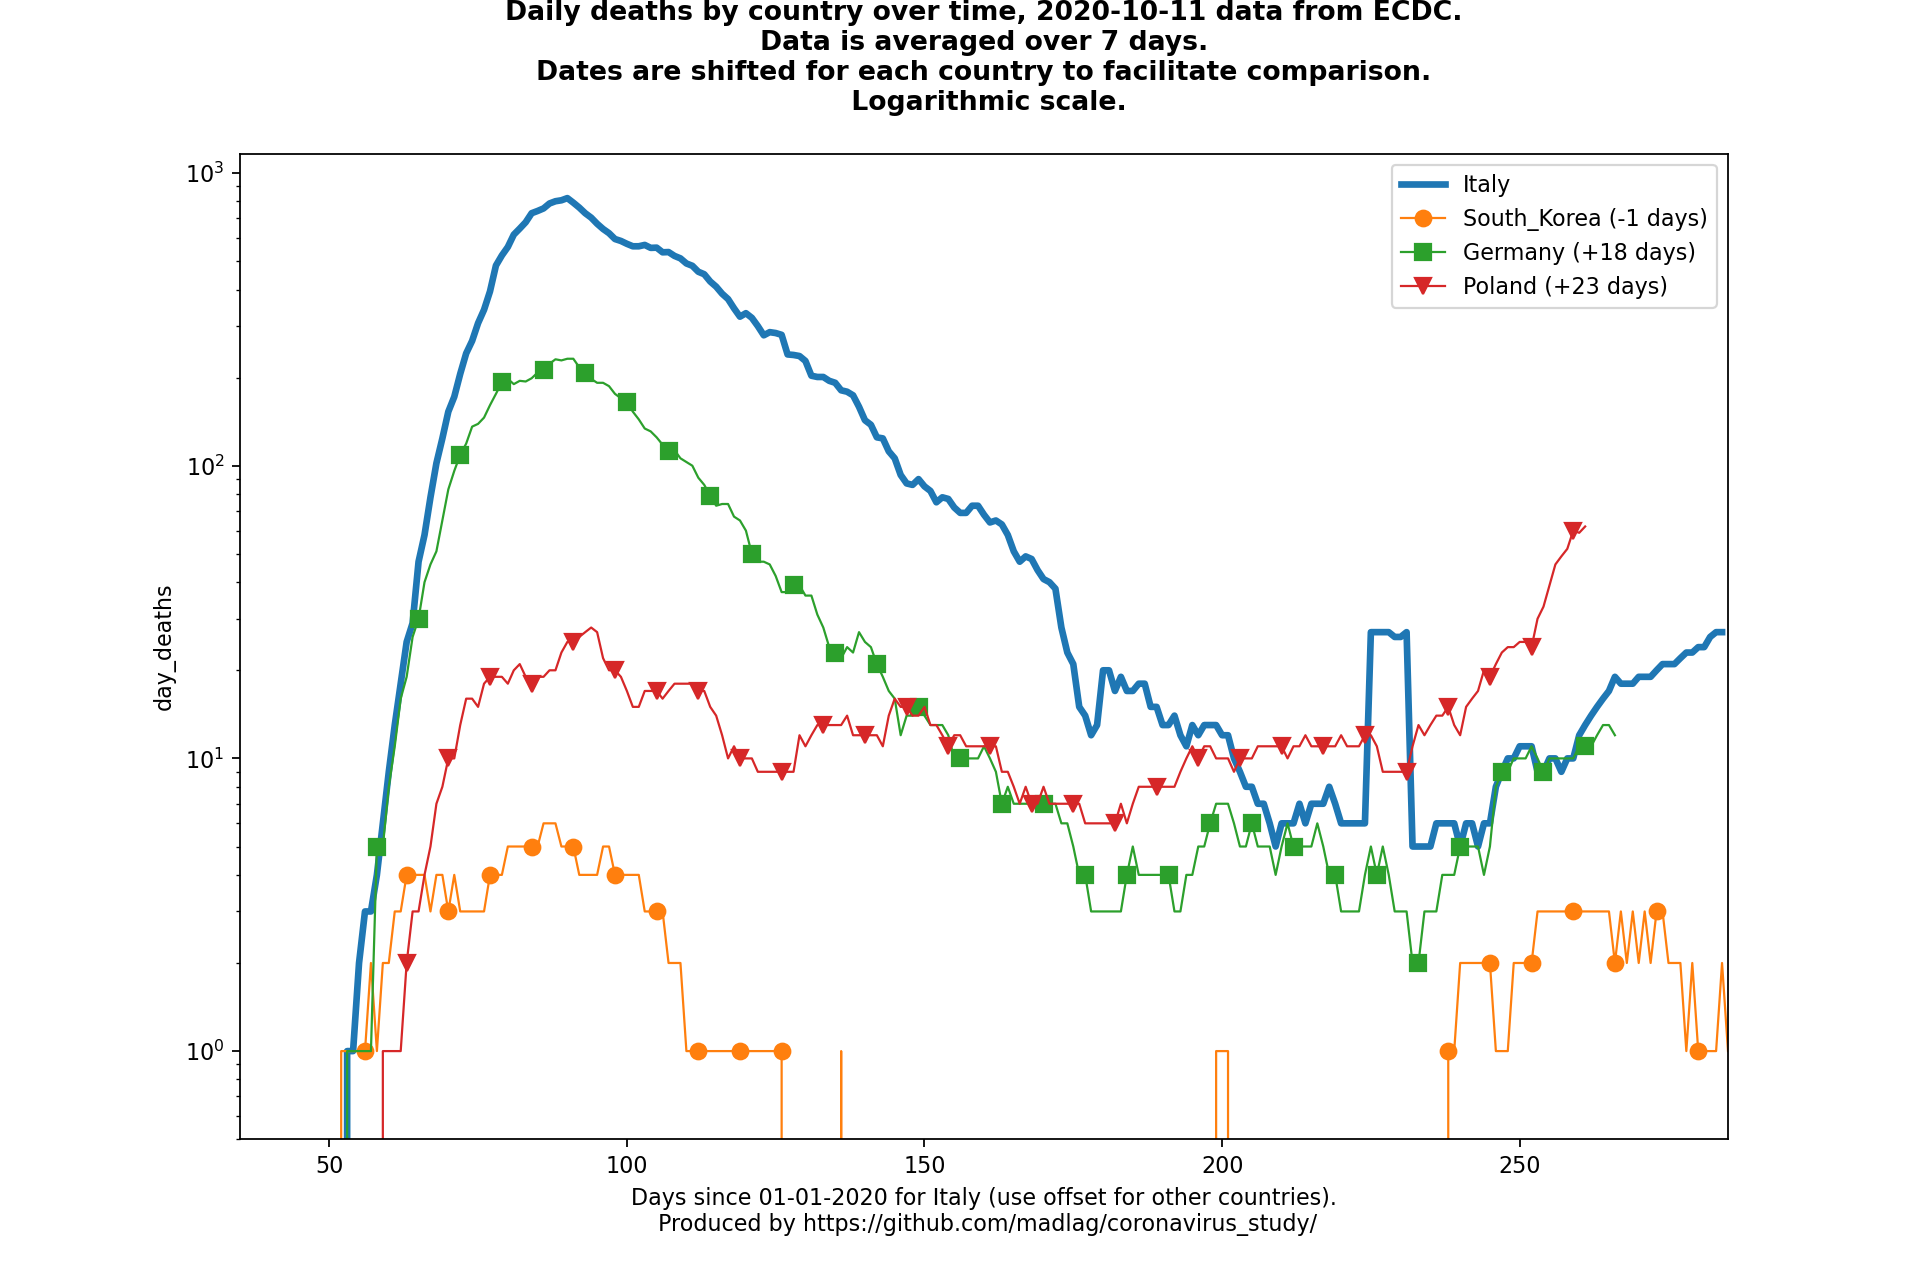 Daily deaths by country over time, 2020-10-11 data from ECDC.
Data is averaged over 7 days.
Dates are shifted for each country to facilitate comparison.
Logarithmic scale.
10³
10²
10¹
10⁰
day_deaths
Italy
South_Korea (-1 days)
Germany (+18 days)
Poland (+23 days)
50 100 150 200 250
Days since 01-01-2020 for Italy (use offset for other countries).
Produced by https://github.com/madlag/coronavirus_study/